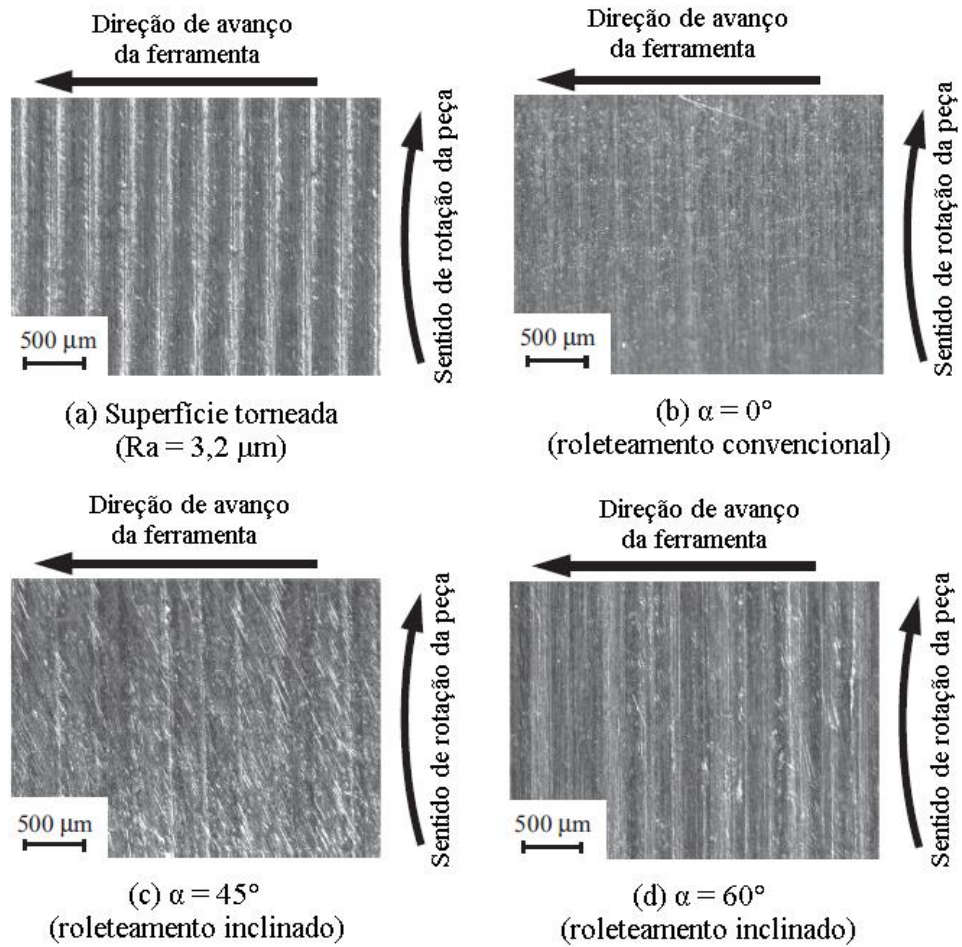 Direção de avanço
da ferramenta
Sentido de rotação da peça
500 μm
(a) Superfície torneada
(Ra = 3,2 μm)
Direção de avanço
da ferramenta
Sentido de rotação da peça
500 μm
(b) α = 0°
(roleteamento convencional)
Direção de avanço
da ferramenta
Sentido de rotação da peça
500 μm
(c) α = 45°
(roleteamento inclinado)
Direção de avanço
da ferramenta
Sentido de rotação da peça
500 μm
(d) α = 60°
(roleteamento inclinado)